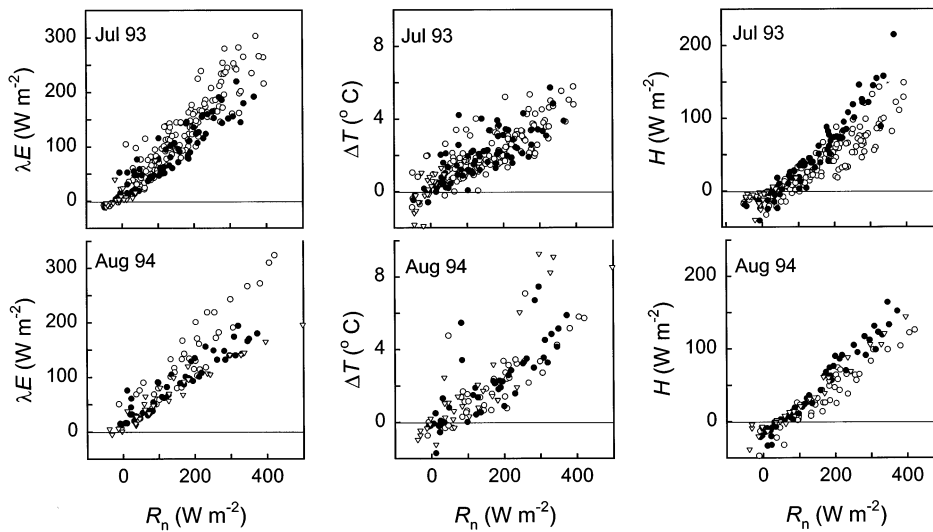 Jul 93
300
200
100
0
λE (W m⁻²)
Jul 93
8
4
0
ΔT (° C)
Jul 93
200
100
0
H (W m⁻²)
Aug 94
300
200
100
0
λE (W m⁻²)
0 200 400
Rn (W m⁻²)
Aug 94
8
4
0
ΔT (° C)
0 200 400
Rn (W m⁻²)
Aug 94
200
100
0
H (W m⁻²)
0 200 400
Rn (W m⁻²)